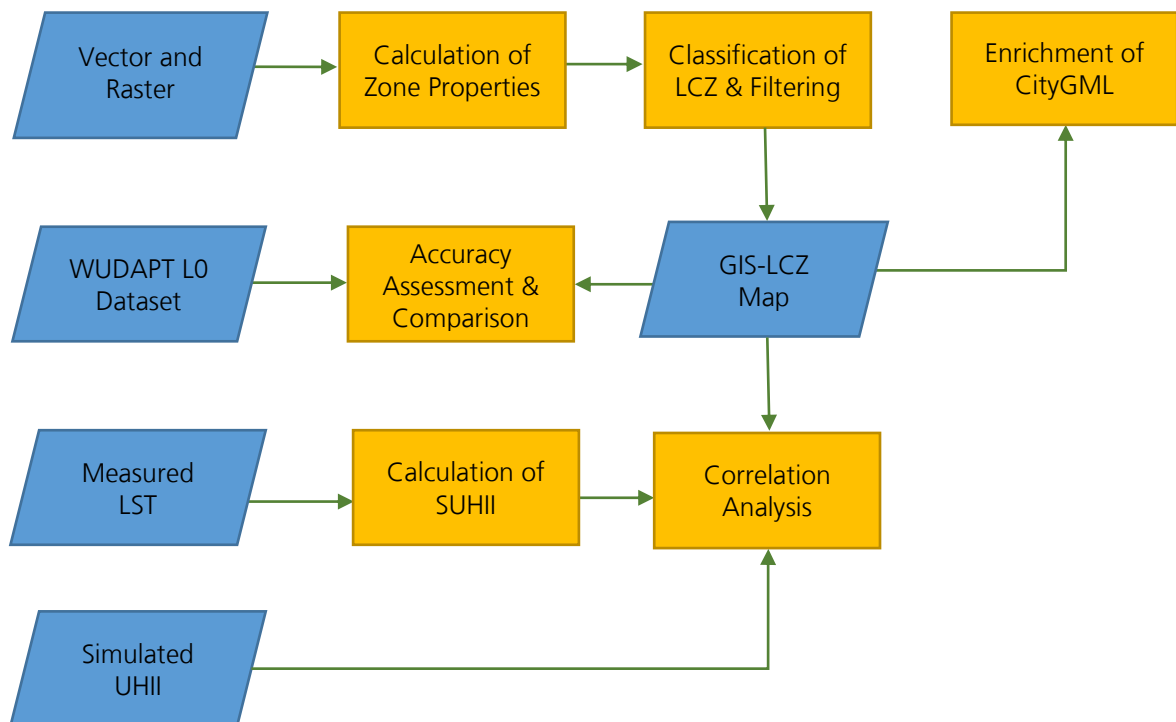 Vector and
Raster
Calculation of
Zone Properties
Classification of
LCZ & Filtering
Enrichment of
CityGML
WUDAPT L0
Dataset
Accuracy
Assessment &
Comparison
GIS-LCZ
Map
Measured
LST
Calculation of
SUHII
Correlation
Analysis
Simulated
UHII